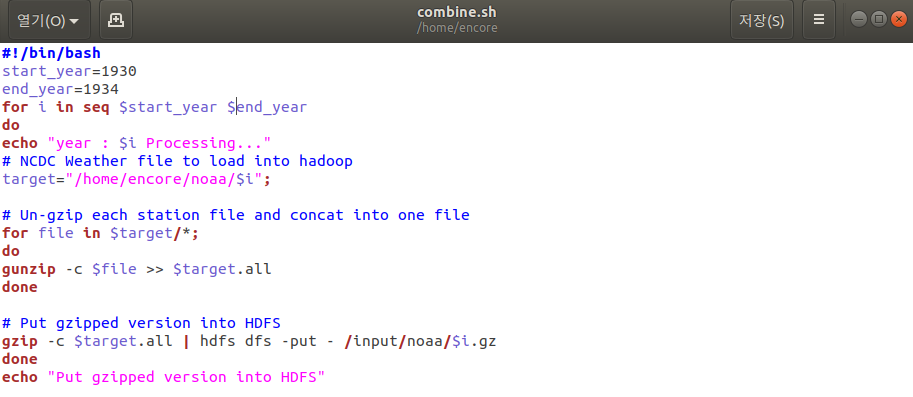 열기(O)
combine.sh
/home/encore
저장(S)
#!/bin/bash
start_year=1930
end_year=1934
for i in seq $start_year $end_year
do
echo "year : $i Processing..."
# NCDC Weather file to load into hadoop
target="/home/encore/noaa/$i";

# Un-gzip each station file and concat into one file
for file in $target/*;
do
gunzip -c $file >> $target.all
done

# Put gzipped version into HDFS
gzip -c $target.all | hdfs dfs -put - /input/noaa/$i.gz
done
echo "Put gzipped version into HDFS"